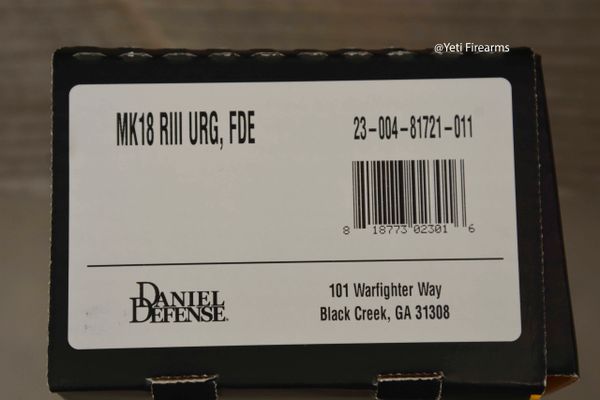 @Yeti Firearms
MK18 RIII URG, FDE
23-004-81721-011
8 18773 02301 6
DANIEL DEFENSE®
101 Warfighter Way
Black Creek, GA 31308